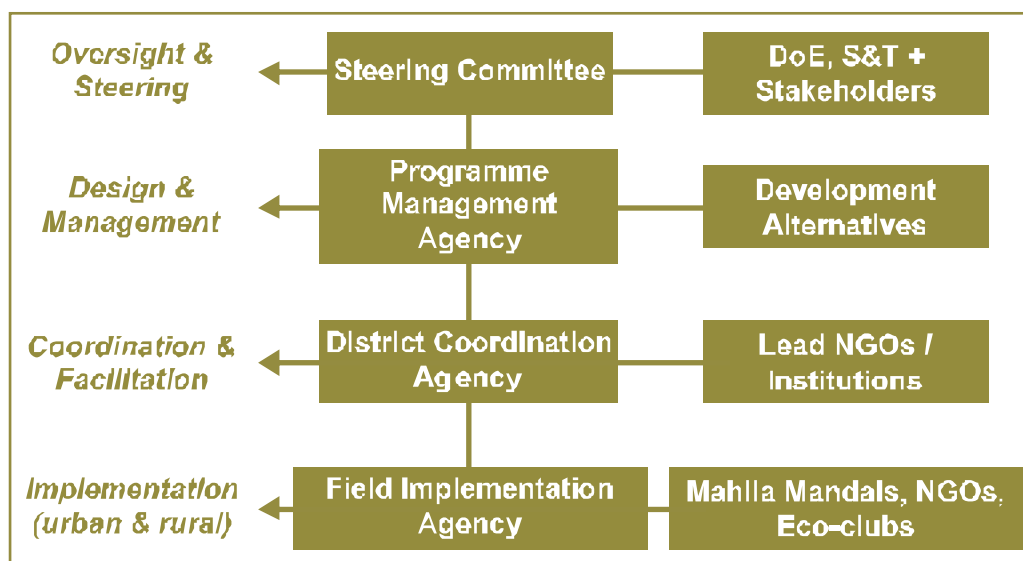 Oversight &
Steering
Steering Committee
DoE, S&T +
Stakeholders
Design &
Management
Programme
Management
Agency
Development
Alternatives
Coordination &
Facilitation
District Coordination
Agency
Lead NGOs /
Institutions
Implementation
(urban & rural)
Field Implementation
Agency
Mahila Mandals, NGOs,
Eco-clubs